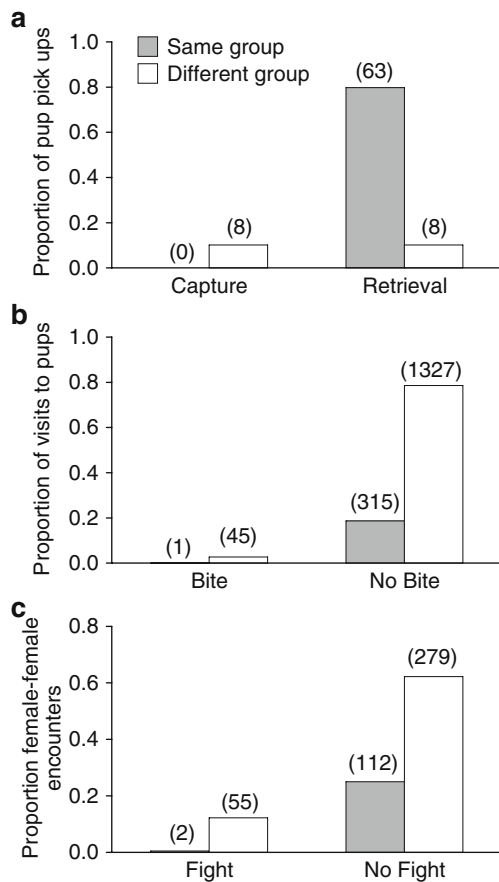 a
Same group
Different group
Proportion of pup pick ups
1.0
0.8
0.6
0.4
0.2
0.0
(0)
(8)
(63)
(8)
Capture
Retrieval
b
Proportion of visits to pups
1.0
0.8
0.6
0.4
0.2
0.0
(1)
(45)
(315)
(1327)
Bite
No Bite
c
Proportion female-female
encounters
0.8
0.6
0.4
0.2
0.0
(2)
(55)
(112)
(279)
Fight
No Fight